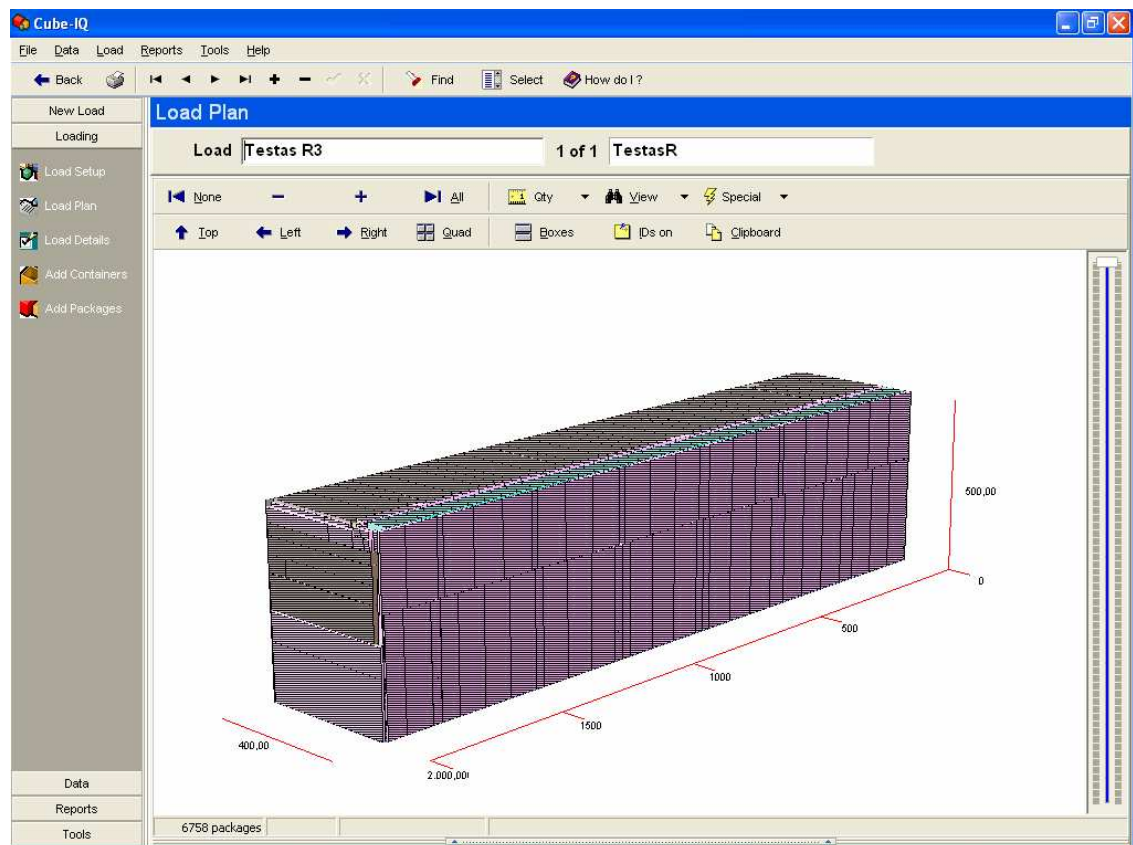 Cube-IQ
File Data Load Reports Tools Help
Back Find Select How do I ?
New Load
Load Plan
Loading
Load Testas R3 1 of 1 TestasR
Load Setup
Load Plan
Load Details
Add Containers
Add Packages
None − + All 1 Qty View Special
Top Left Right Quad Boxes IDs on Clipboard
500,00
0
500
1000
1500
400,00
2.000,00
Data
Reports
Tools
6758 packages